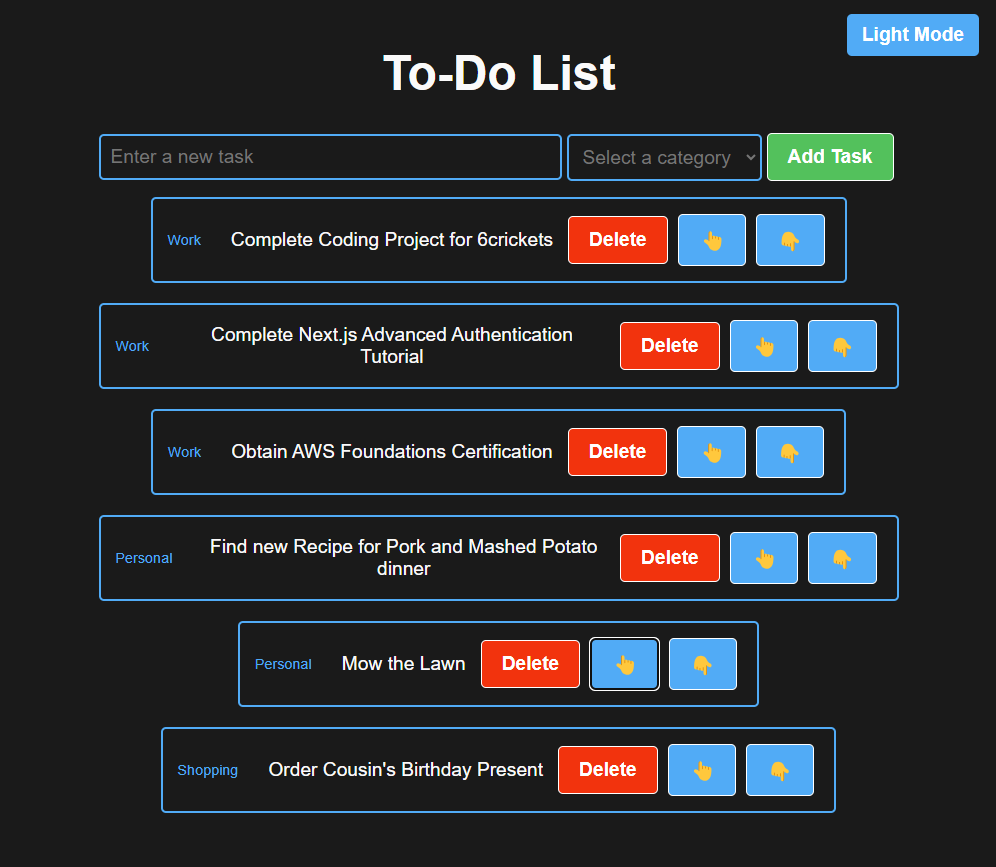 Light Mode
To-Do List
Enter a new task Select a category Add Task
Work Complete Coding Project for 6crickets Delete 👆 👇
Work Complete Next.js Advanced Authentication
Tutorial Delete 👆 👇
Work Obtain AWS Foundations Certification Delete 👆 👇
Personal Find new Recipe for Pork and Mashed Potato
dinner Delete 👆 👇
Personal Mow the Lawn Delete 👆 👇
Shopping Order Cousin's Birthday Present Delete 👆 👇